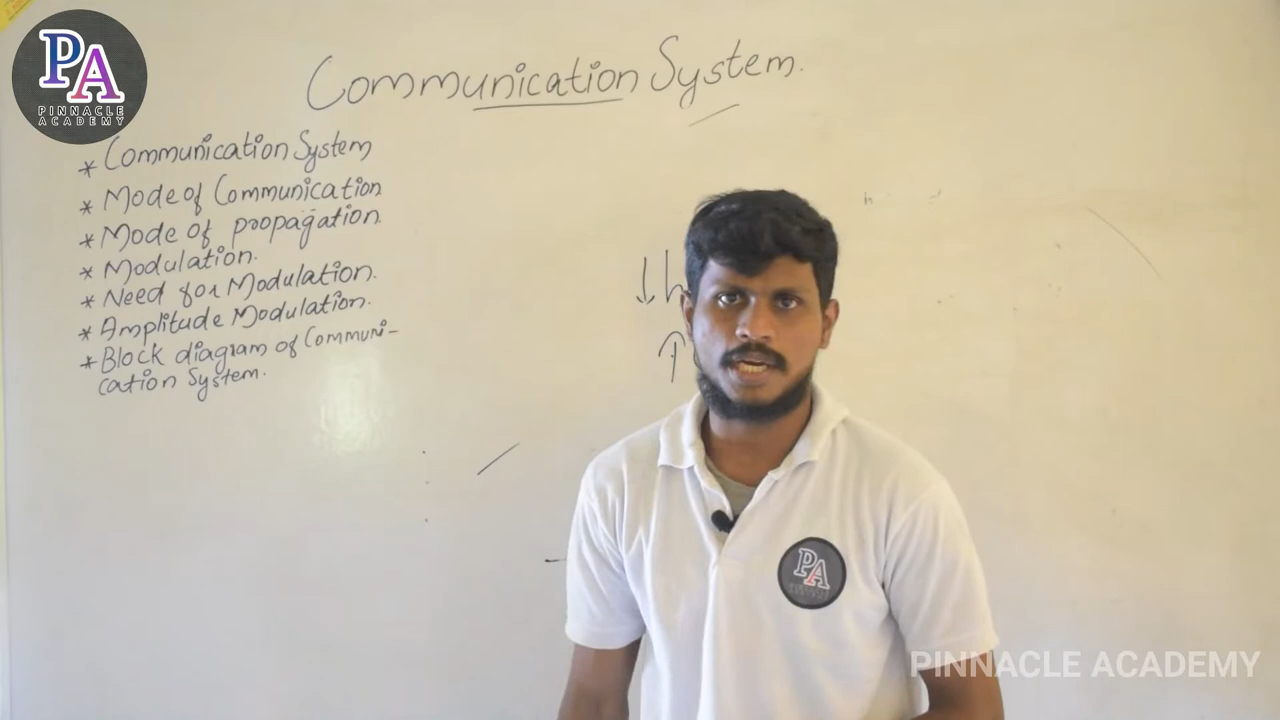 PA
PINNACLE
ACADEMY
Communication System.
* Communication System
* Mode of Communication
* Mode of propagation.
* Modulation.
* Need for Modulation.
* Amplitude Modulation.
* Block diagram of Communi-
cation System.
↓h
↑
PA
PINNACLE ACADEMY